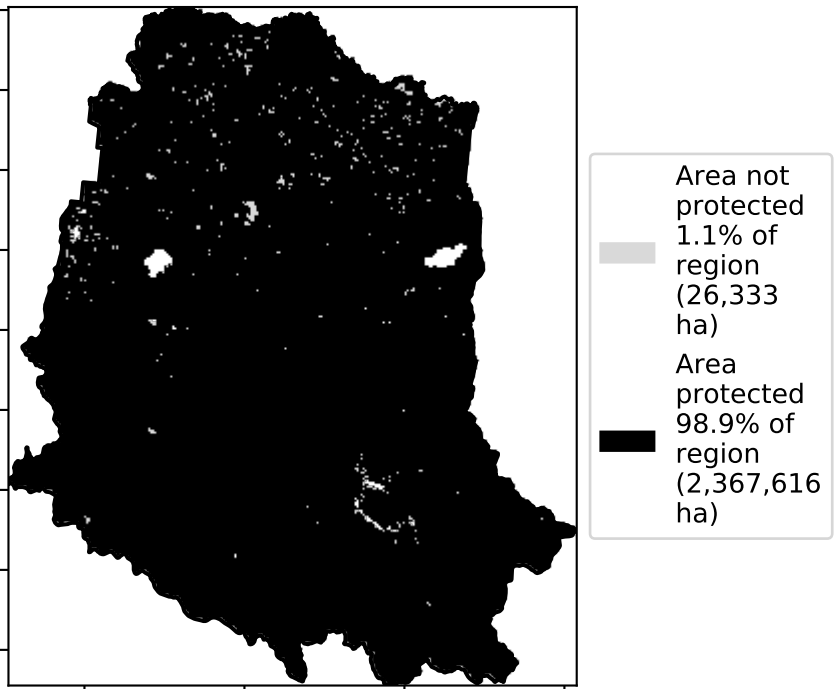 Area not
protected
1.1% of
region
(26,333
ha)
Area
protected
98.9% of
region
(2,367,616
ha)